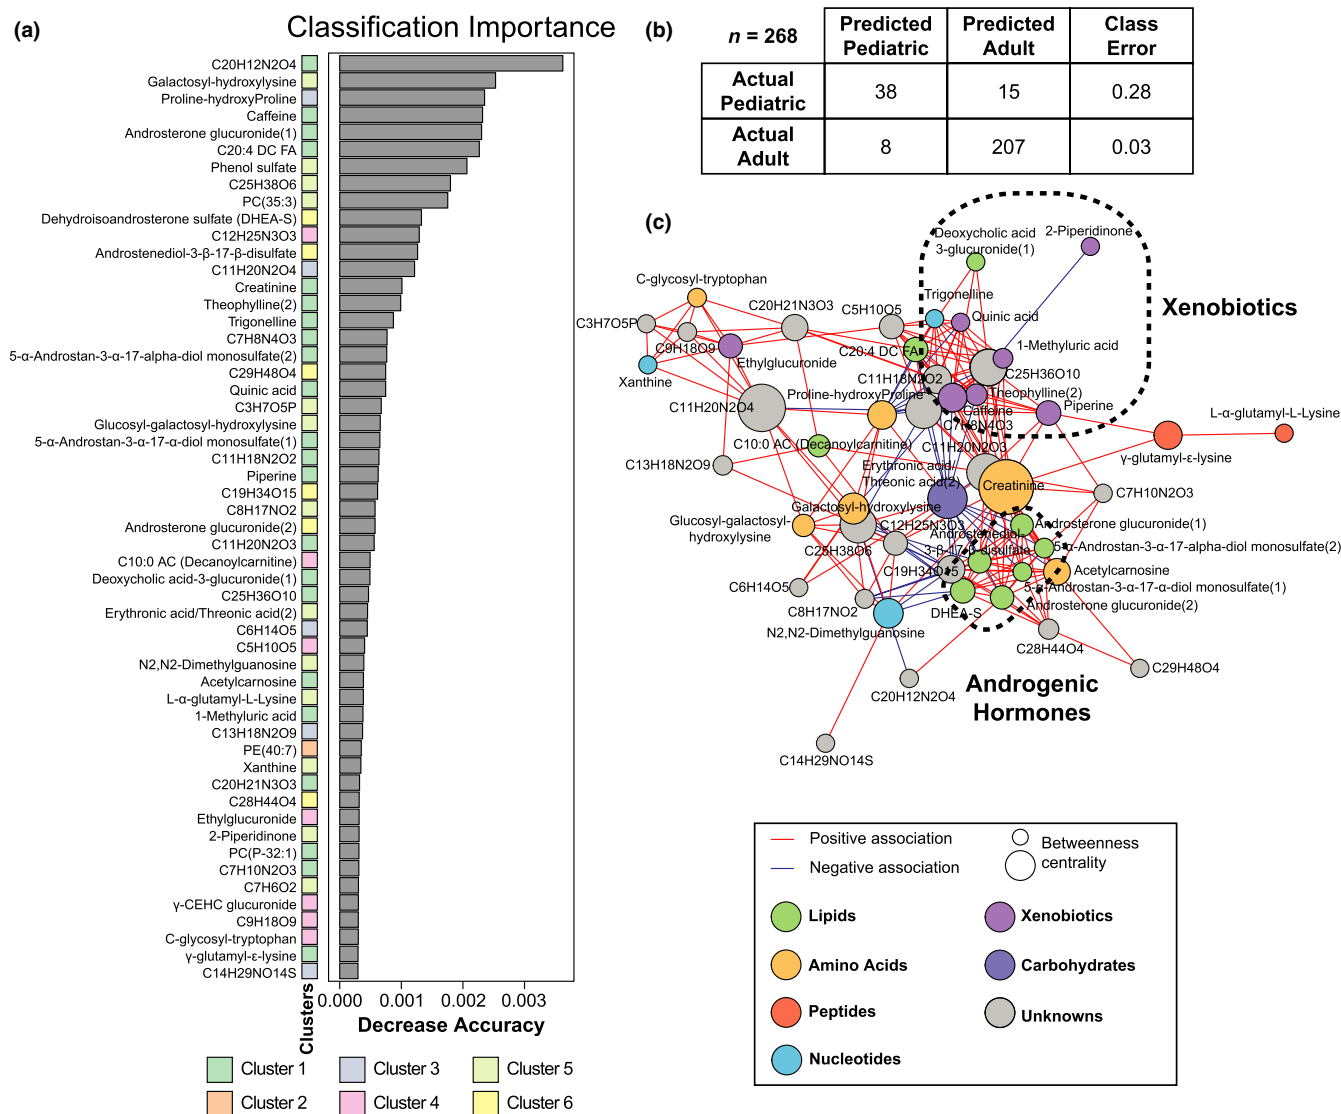 (a)
Classification Importance
C20H12N2O4
Galactosyl-hydroxylysine
Proline-hydroxyProline
Caffeine
Androsterone glucuronide(1)
C20:4 DC FA
Phenol sulfate
C25H38O6
PC(35:3)
Dehydroisoandrosterone sulfate (DHEA-S)
C12H25N3O3
Androstenediol-3-β-17-β-disulfate
C11H20N2O4
Creatinine
Theophylline(2)
Trigonelline
C7H8N4O3
5-α-Androstan-3-α-17-alpha-diol monosulfate(2)
C29H48O4
Quinic acid
C3H7O5P
Glucosyl-galactosyl-hydroxylysine
5-α-Androstan-3-α-17-α-diol monosulfate(1)
C11H18N2O2
Piperine
C19H34O15
C8H17NO2
Androsterone glucuronide(2)
C11H20N2O3
C10:0 AC (Decanoylcarnitine)
Deoxycholic acid-3-glucuronide(1)
C25H36O10
Erythronic acid/Threonic acid(2)
C6H14O5
C5H10O5
N2,N2-Dimethylguanosine
Acetylcarnosine
L-α-glutamyl-L-Lysine
1-Methyluric acid
C13H18N2O9
PE(40:7)
Xanthine
C20H21N3O3
C28H44O4
Ethylglucuronide
2-Piperidinone
PC(P-32:1)
C7H10N2O3
C7H6O2
γ-CEHC glucuronide
C9H18O9
C-glycosyl-tryptophan
γ-glutamyl-ε-lysine
C14H29NO14S
Clusters
0.000 0.001 0.002 0.003
Decrease Accuracy
Cluster 1 Cluster 3 Cluster 5
Cluster 2 Cluster 4 Cluster 6
(b)
n = 268 Predicted Pediatric Predicted Adult Class Error
Actual Pediatric 38 15 0.28
Actual Adult 8 207 0.03
(c)
Deoxycholic acid
3-glucuronide(1)
2-Piperidinone
C-glycosyl-tryptophan
Trigonelline
C20H21N3O3
C5H10O5
Xenobiotics
C3H7O5P
Quinic acid
C9H18O9
C20:4 DC FA
1-Methyluric acid
Ethylglucuronide
C25H36O10
Xanthine
C11H18N2O2
Proline-hydroxyProline
Theophylline(2)
C11H20N2O4
Caffeine
Piperine
L-α-glutamyl-L-Lysine
C7H8N4O3
C10:0 AC (Decanoylcarnitine)
C11H20N2O3
γ-glutamyl-ε-lysine
C13H18N2O9
Erythronic acid/
Threonic acid(2)
Creatinine
C7H10N2O3
Galactosyl-hydroxylysine
Glucosyl-galactosyl-
hydroxylysine
C12H25N3O3
Androsterone glucuronide(1)
Androstenediol-
3-β-17-β-disulfate
C25H38O6
5-α-Androstan-3-α-17-alpha-diol monosulfate(2)
C19H34O15
Acetylcarnosine
C6H14O5
5-α-Androstan-3-α-17-α-diol monosulfate(1)
Androsterone glucuronide(2)
C8H17NO2
DHEA-S
N2,N2-Dimethylguanosine
C28H44O4
C29H48O4
C20H12N2O4
Androgenic
Hormones
C14H29NO14S
Positive association
Negative association
Betweenness
centrality
Lipids
Xenobiotics
Amino Acids
Carbohydrates
Peptides
Unknowns
Nucleotides